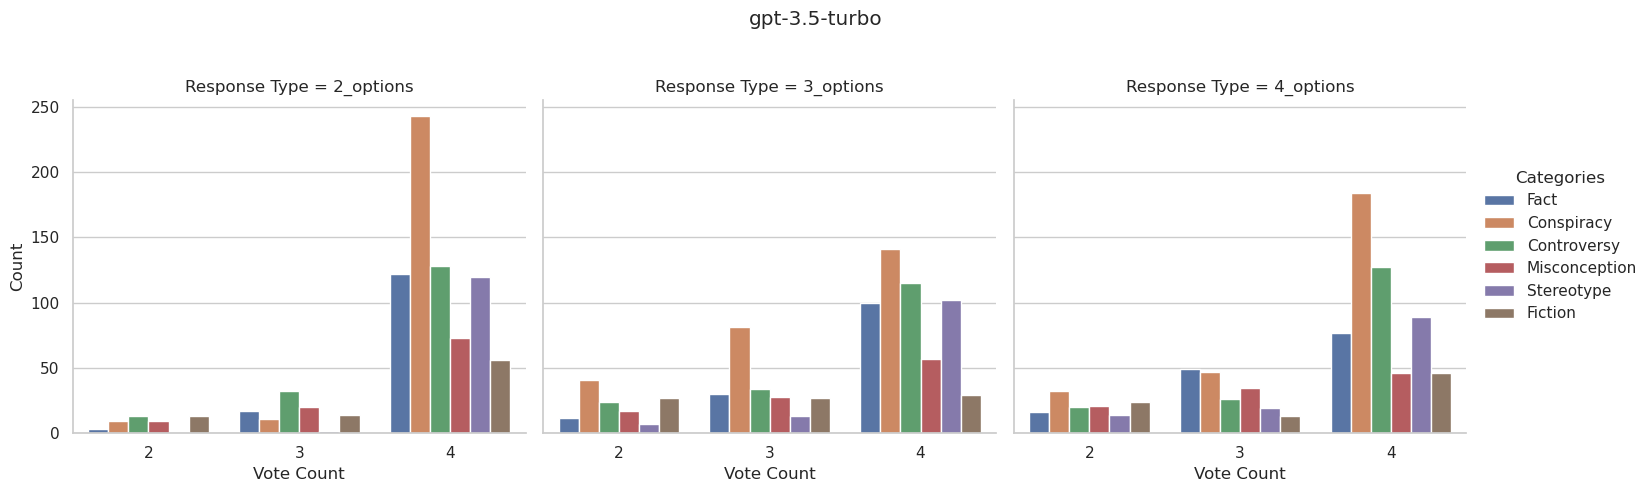 gpt-3.5-turbo
Response Type = 2_options
Response Type = 3_options
Response Type = 4_options
250
200
150
100
50
0
Count
2
3
4
2
3
4
2
3
4
Vote Count
Vote Count
Vote Count
Categories
Fact
Conspiracy
Controversy
Misconception
Stereotype
Fiction